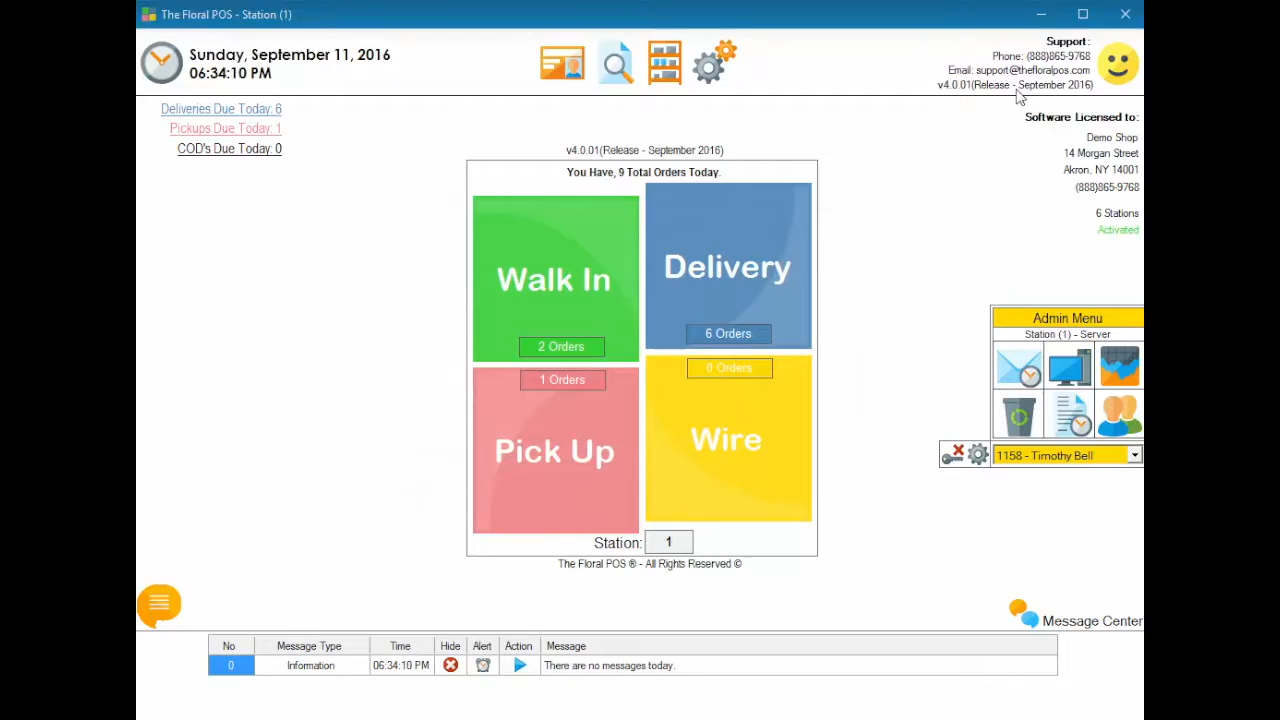 The Floral POS - Station (1)
Sunday, September 11, 2016
06:34:10 PM
Support:
Phone: (888)865-9768
Email: support@thefloralpos.com
v4.0.01(Release - September 2016)
Deliveries Due Today: 6
Pickups Due Today: 1
COD's Due Today: 0
Software Licensed to:
Demo Shop
14 Morgan Street
Akron, NY 14001
(888)865-9768
6 Stations
Activated
v4.0.01(Release - September 2016)
You Have, 9 Total Orders Today.
Walk In
2 Orders
Delivery
6 Orders
1 Orders
Pick Up
0 Orders
Wire
Station: 1
The Floral POS ® - All Rights Reserved ©
Admin Menu
Station (1) - Server
1158 - Timothy Bell
Message Center
No Message Type Time Hide Alert Action Message
0 Information 06:34:10 PM There are no messages today.